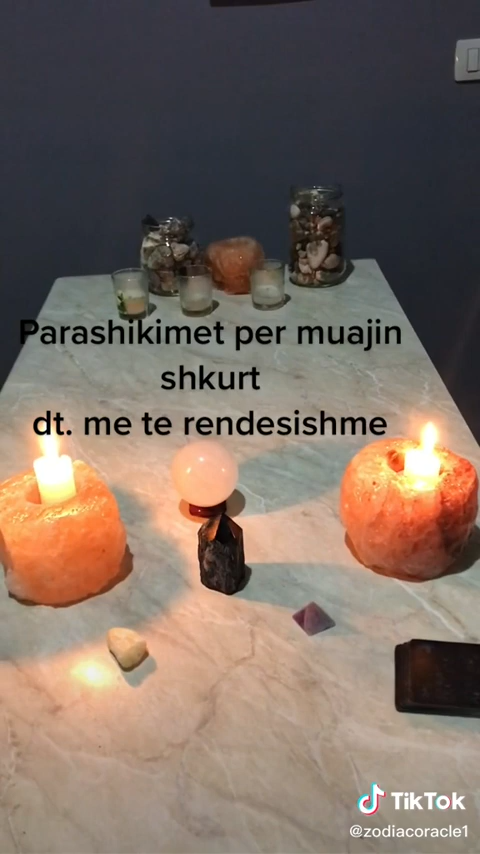 Parashikimet per muajin
shkurt
dt. me te rendesishme
TikTok
@zodiacoracle1